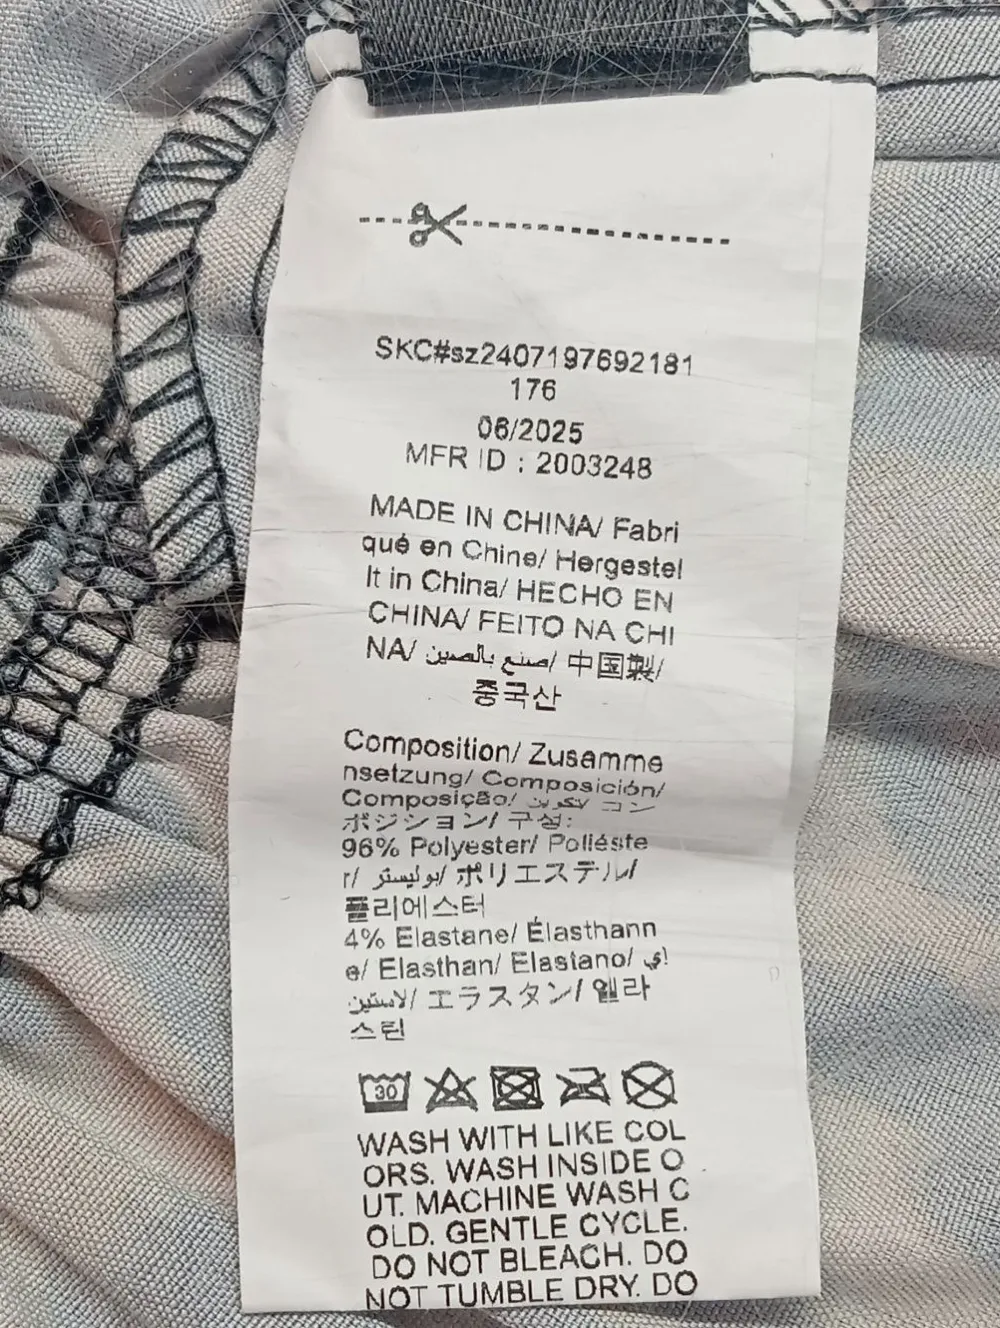 SKC#sz2407197692181
176
06/2025
MFR ID : 2003248
MADE IN CHINA/ Fabri
qué en Chine/ Hergestel
lt in China/ HECHO EN
CHINA/ FEITO NA CHI
NA/ صنع بالصين/ 中国製/
중국산
Composition/ Zusamme
nsetzung/ Composición/
Composição/ コン
ポジション/ 구성:
96% Polyester/ Poliéste
r/ بوليستر/ ポリエステル/
폴리에스터
4% Elastane/ Élasthann
e/ Elasthan/ Elastano/
エラスタン/ 엘라
스틴
30
WASH WITH LIKE COL
ORS. WASH INSIDE O
UT. MACHINE WASH C
OLD. GENTLE CYCLE.
DO NOT BLEACH. DO
NOT TUMBLE DRY. DO